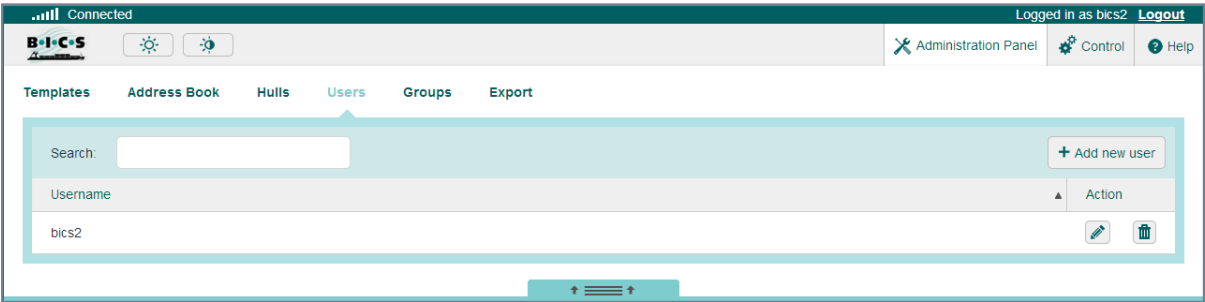 Connected
Logged in as bics2 Logout
B•I•C•S
Administration Panel
Control
Help
Templates Address Book Hulls Users Groups Export
Search:
+ Add new user
Username
Action
bics2